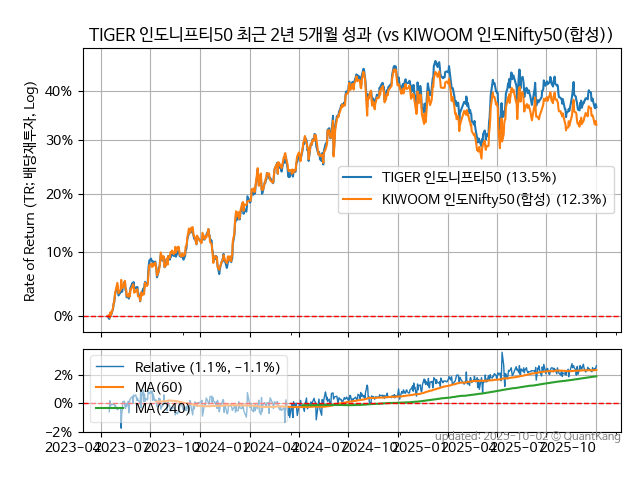 TIGER 인도니프티50 최근 2년 5개월 성과 (vs KIWOOM 인도Nifty50(합성))
Rate of Return (TR: 배당재투자, Log)
40%
30%
20%
10%
0%
TIGER 인도니프티50 (13.5%)
KIWOOM 인도Nifty50(합성) (12.3%)
2%
0%
−2%
Relative (1.1%, −1.1%)
MA(60)
MA(240)
2023−04
2023−07
2023−10
2024−01
2024−04
2024−07
2024−10
2025−01
2025−04
2025−07
2025−10
updated: 2025-10-02 © QuantKang